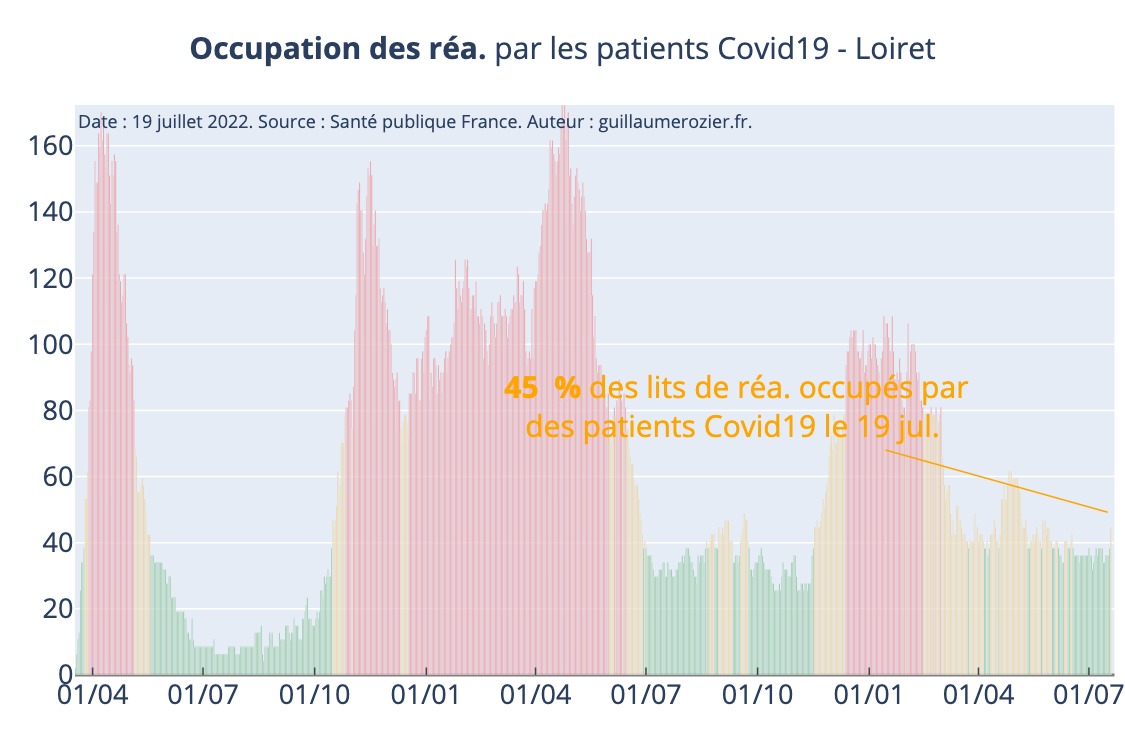 Occupation des réa. par les patients Covid19 - Loiret
Date : 19 juillet 2022. Source : Santé publique France. Auteur : guillaumerozier.fr.
160
140
120
100
80
60
40
20
0
45 % des lits de réa. occupés par
des patients Covid19 le 19 jul.
01/04 01/07 01/10 01/01 01/04 01/07 01/10 01/01 01/04 01/07